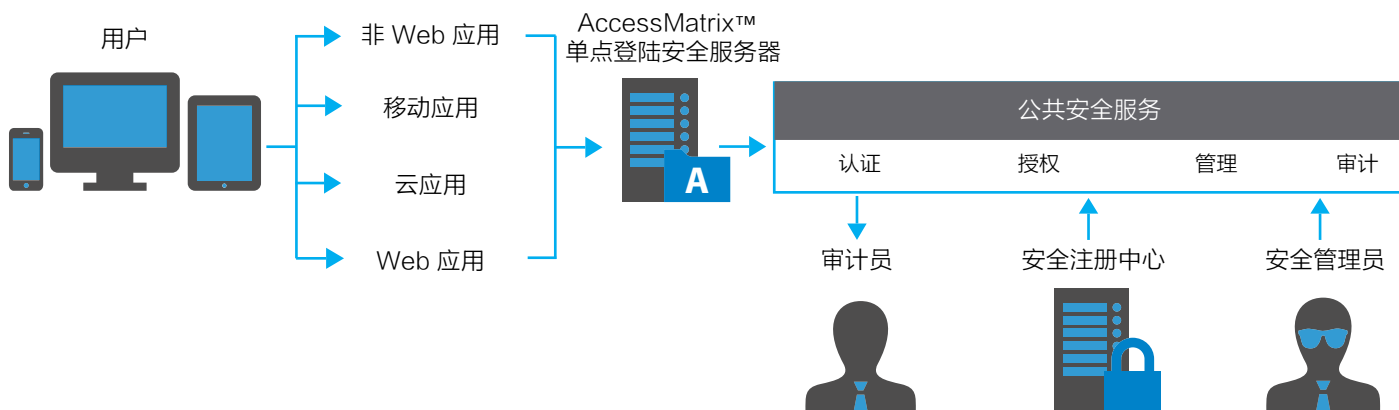 用户
非 Web 应用
移动应用
云应用
Web 应用
AccessMatrix™
单点登陆安全服务器
A
公共安全服务
认证 授权 管理 审计
审计员 安全注册中心 安全管理员